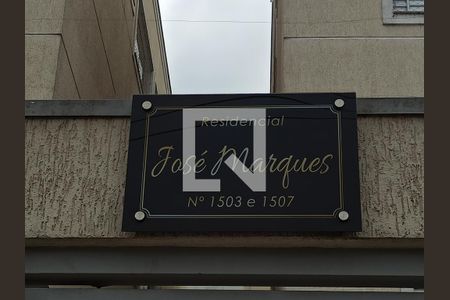 Residencial
José Marques
Nº 1503 e 1507